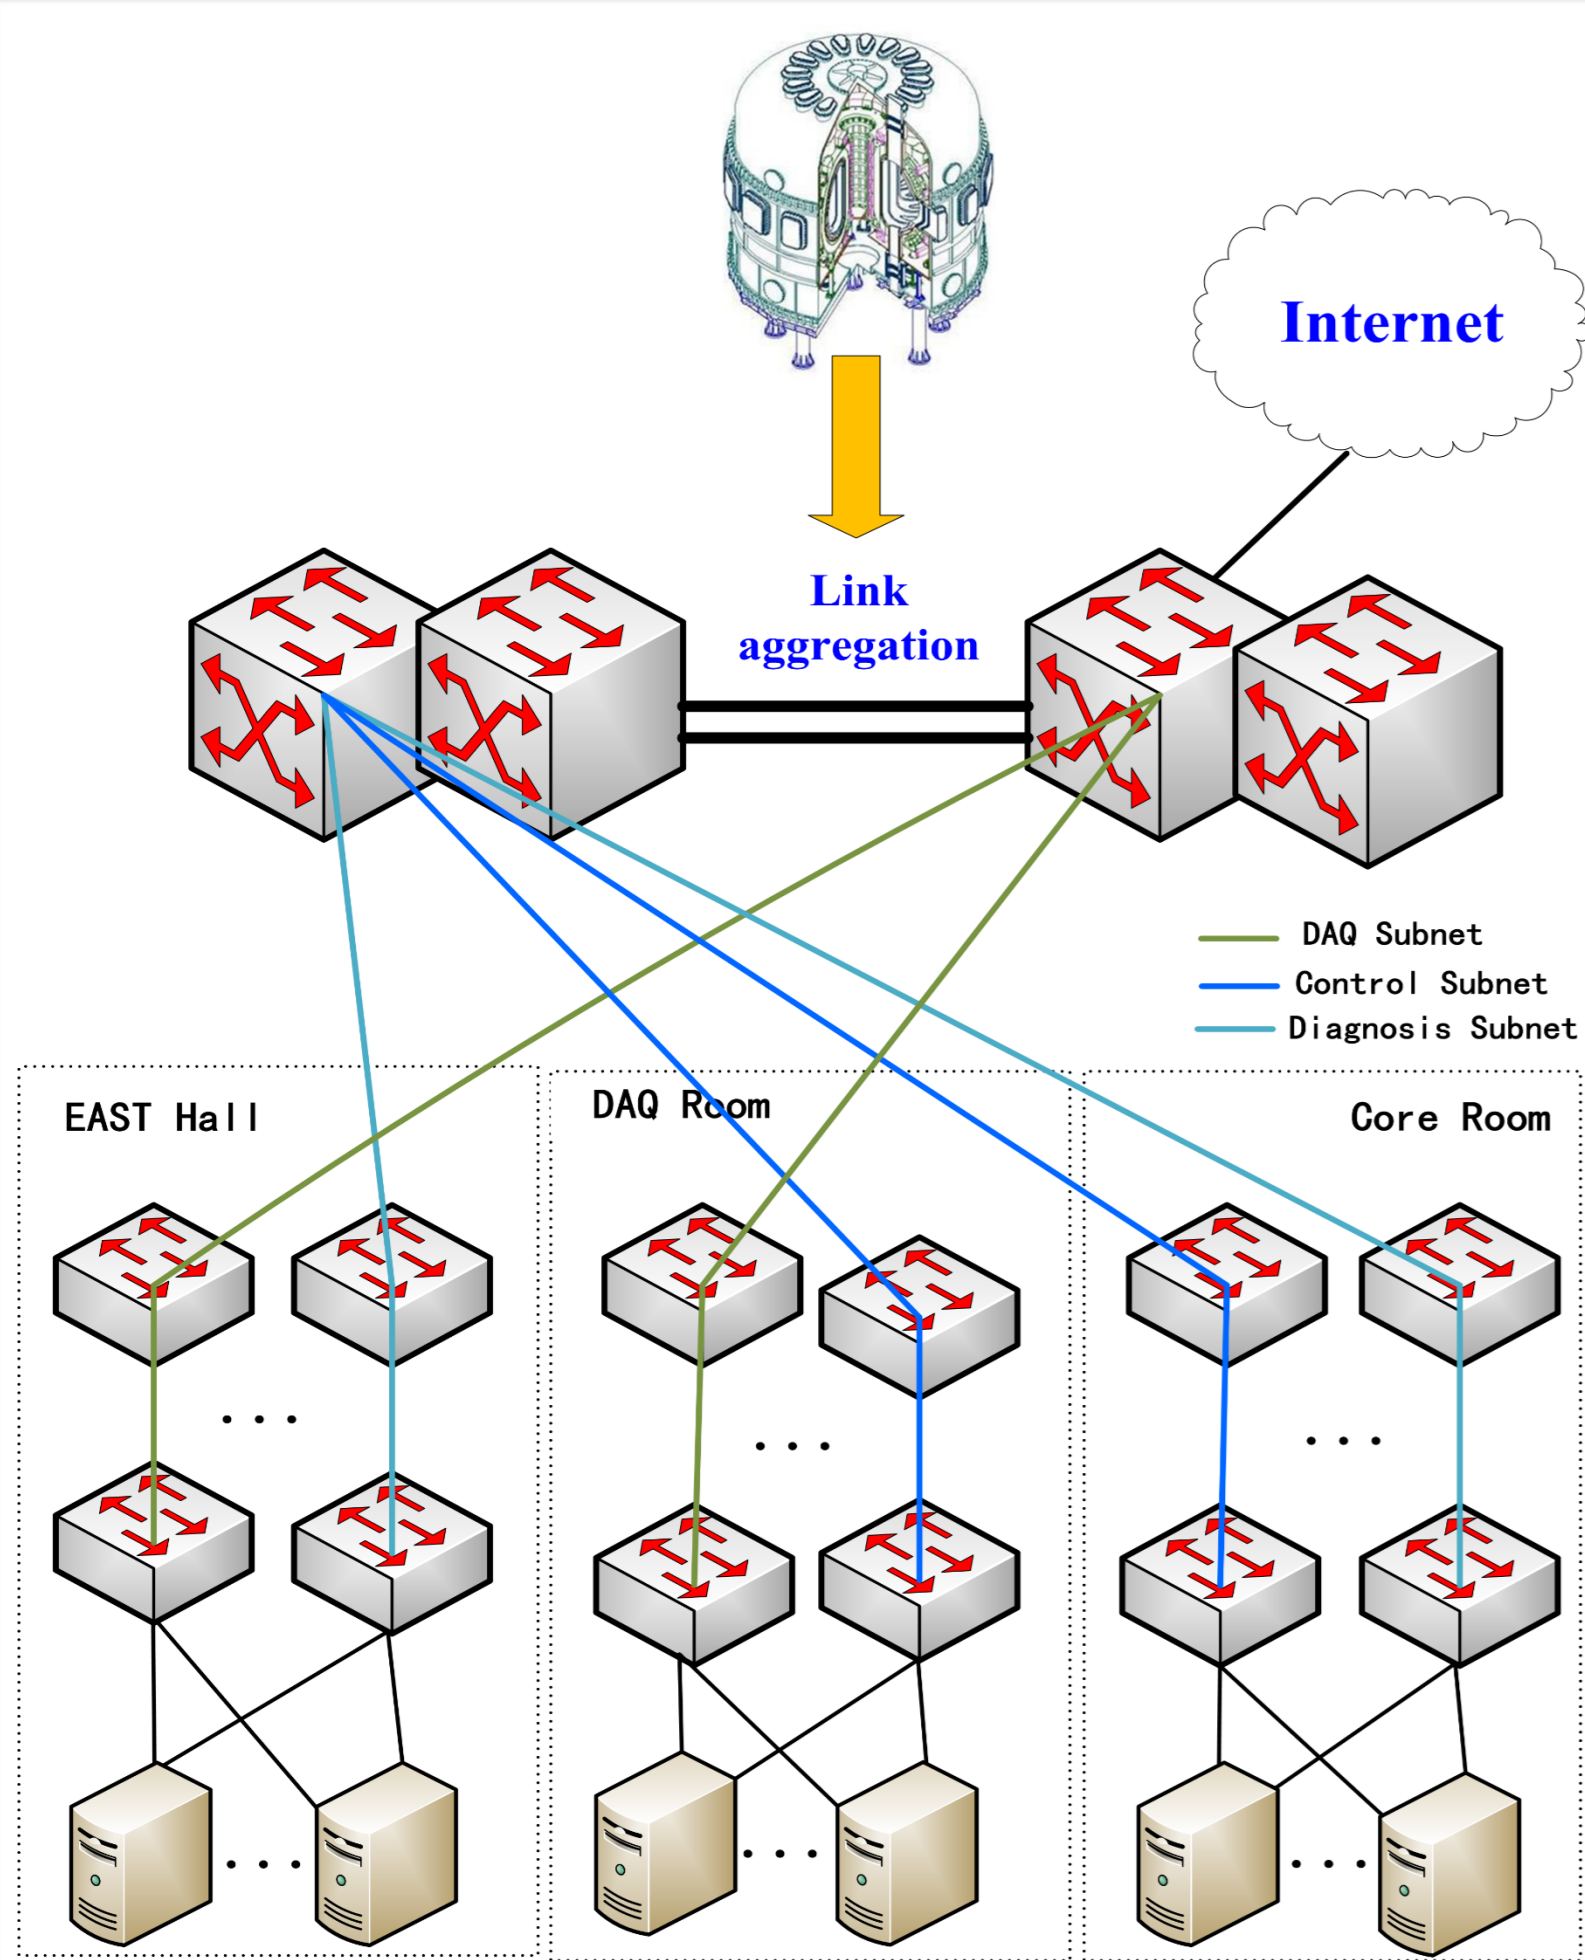 Internet
Link
aggregation
DAQ Subnet
Control Subnet
Diagnosis Subnet
EAST Hall
DAQ Room
Core Room